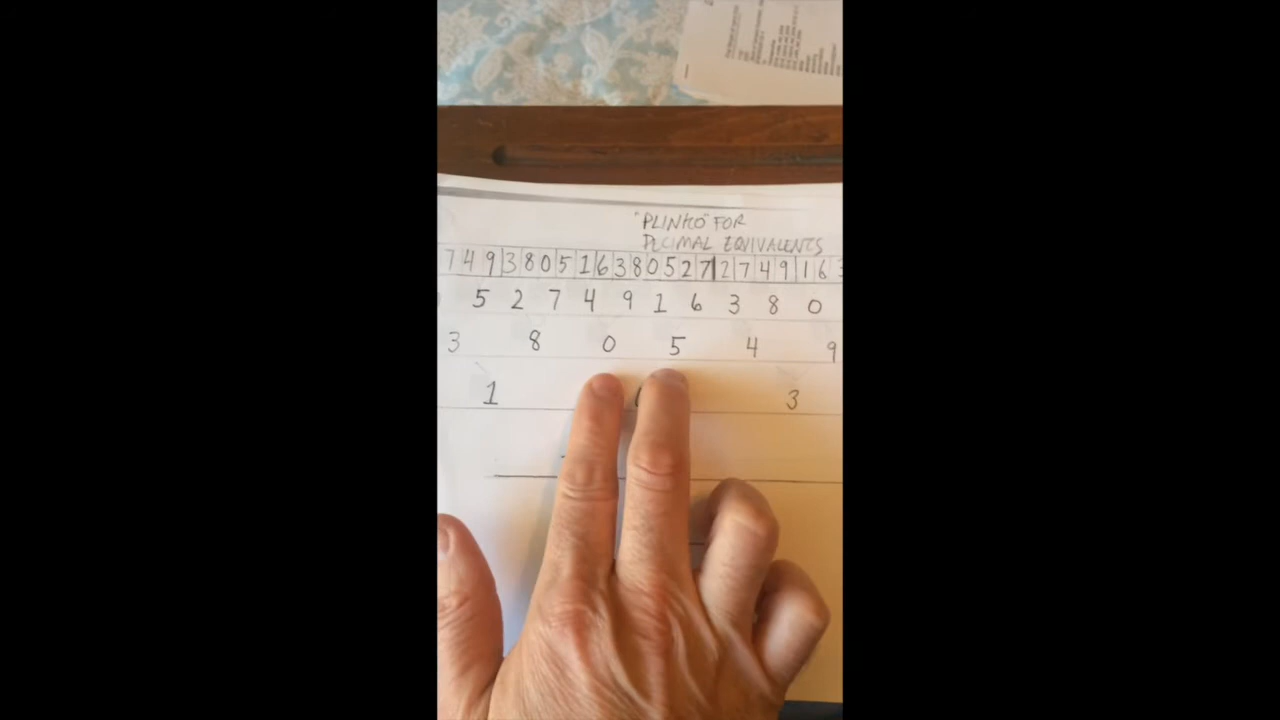 "PLINKO" FOR
DECIMAL EQUIVALENTS
7 4 9 3 8 0 5 1 6 3 8 0 5 2 7 1 2 7 4 9 1 6
5 2 7 4 9 1 6 3 8 0
3 8 0 5 4 9
1 3